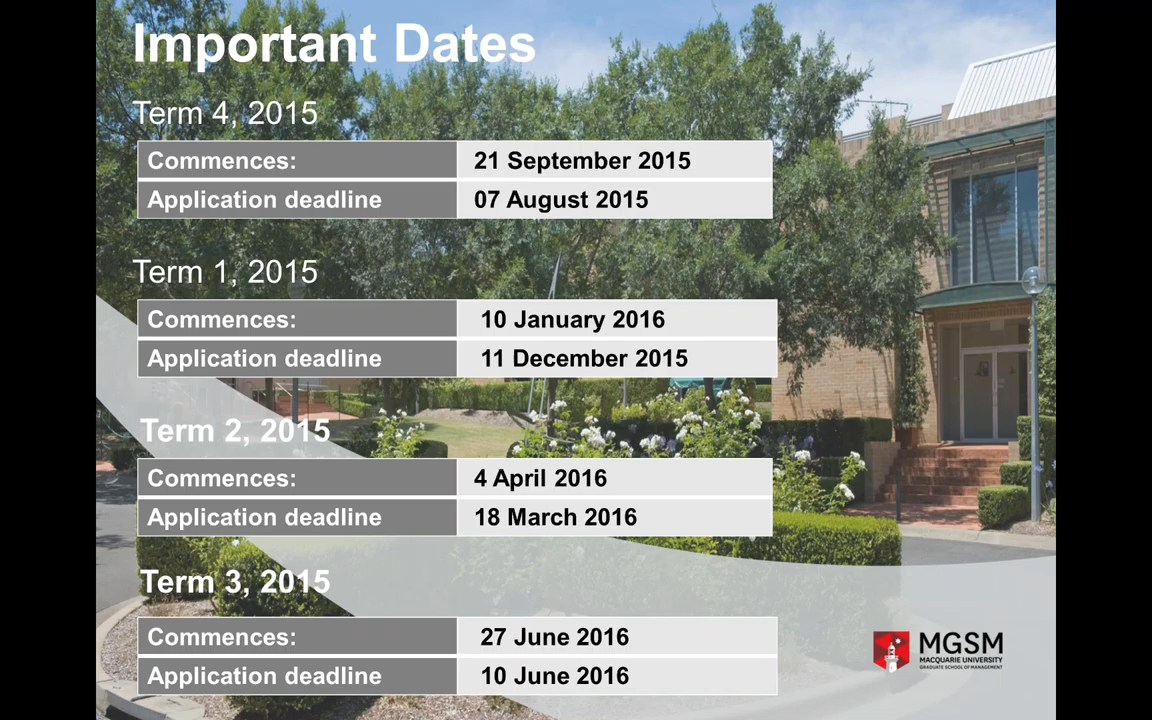 Important Dates
Term 4, 2015
Commences: 21 September 2015
Application deadline 07 August 2015
Term 1, 2015
Commences: 10 January 2016
Application deadline 11 December 2015
Term 2, 2015
Commences: 4 April 2016
Application deadline 18 March 2016
Term 3, 2015
Commences: 27 June 2016
Application deadline 10 June 2016
MGSM
MACQUARIE UNIVERSITY
GRADUATE SCHOOL OF MANAGEMENT